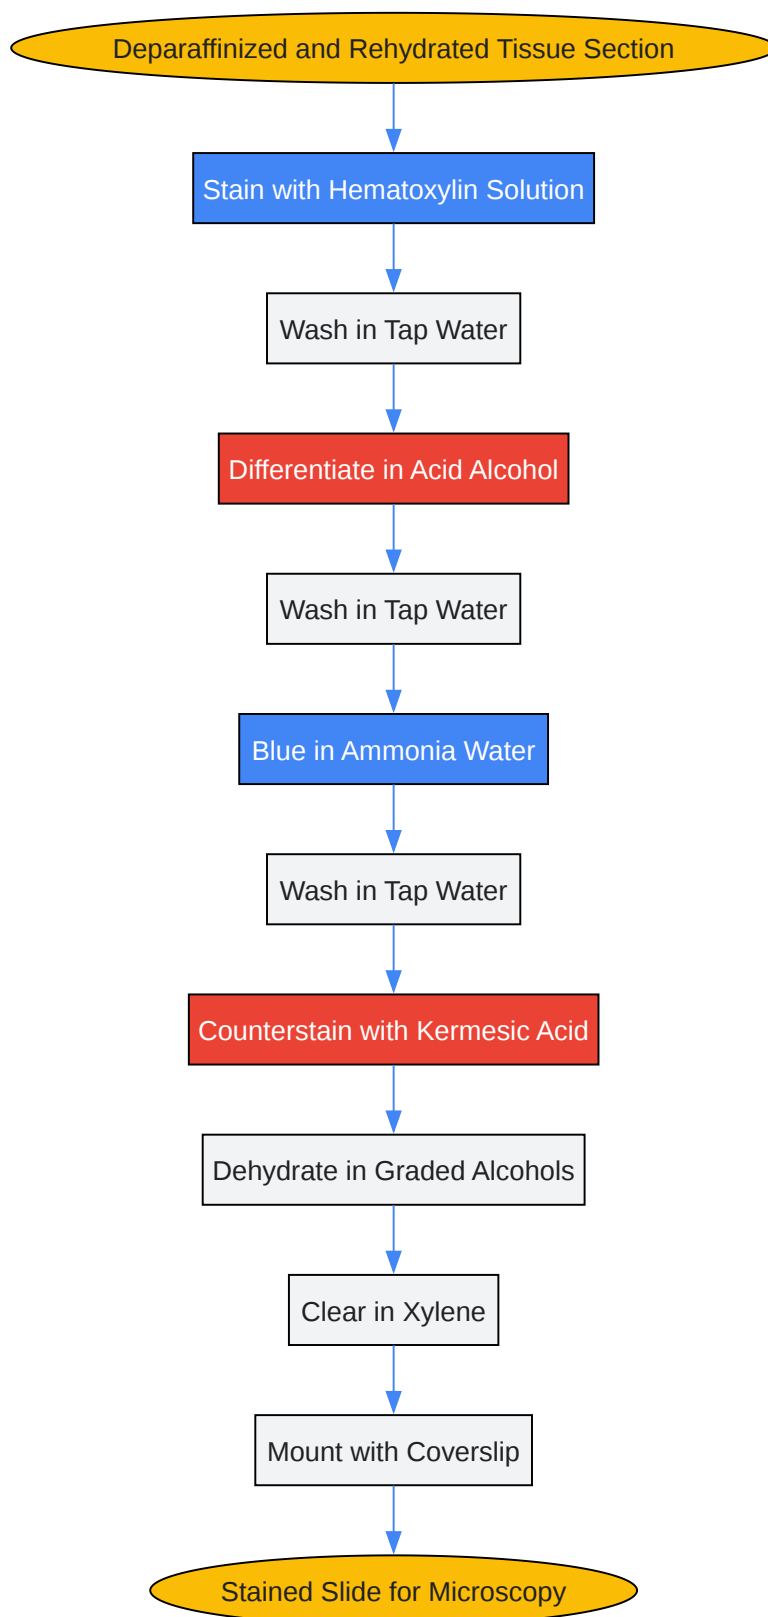 Deparaffinized and Rehydrated Tissue Section
Stain with Hematoxylin Solution
Wash in Tap Water
Differentiate in Acid Alcohol
Wash in Tap Water
Blue in Ammonia Water
Wash in Tap Water
Counterstain with Kermesic Acid
Dehydrate in Graded Alcohols
Clear in Xylene
Mount with Coverslip
Stained Slide for Microscopy